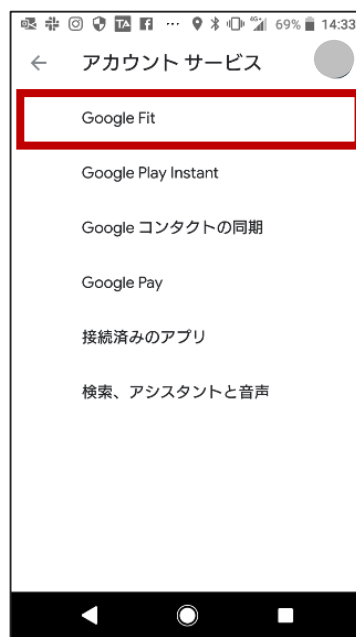 69% 14:33
アカウント サービス
Google Fit
Google Play Instant
Google コンタクトの同期
Google Pay
接続済みのアプリ
検索、アシスタントと音声